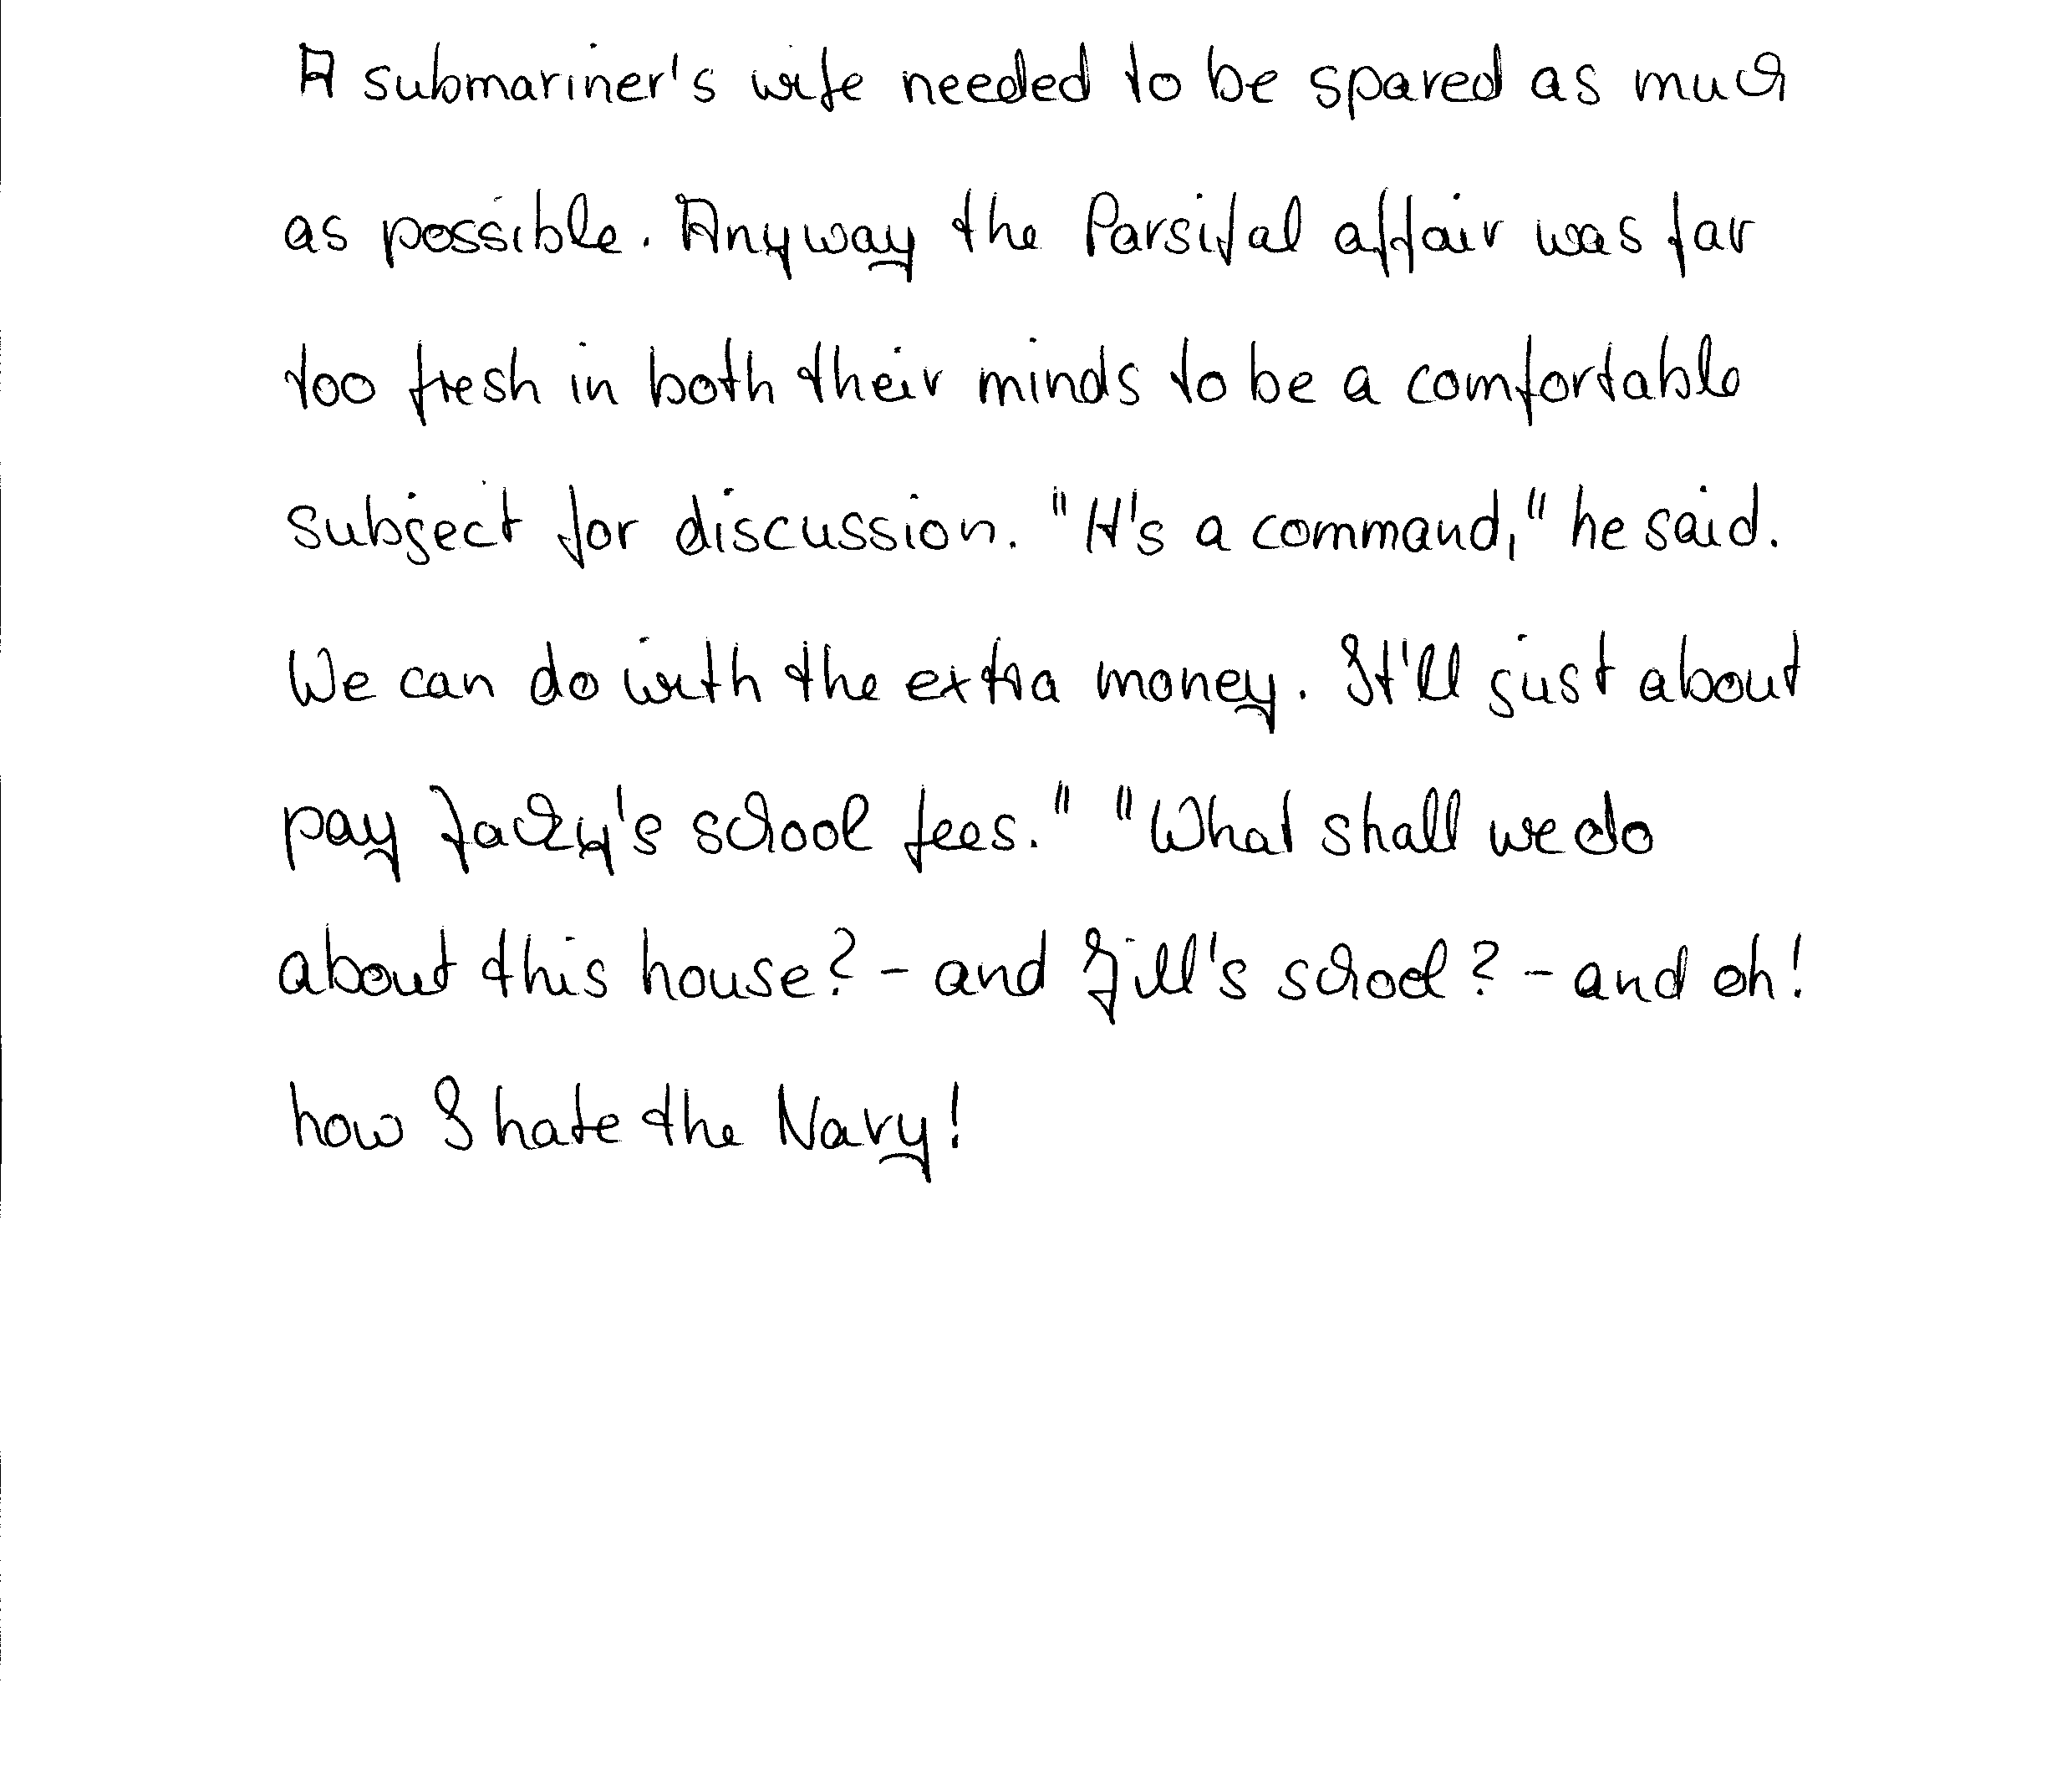 A submariner's wife needed to be spared as much
as possible. Anyway the Parsifal affair was far
too fresh in both their minds to be a comfortable
subject for discussion. "It's a command," he said.
We can do with the extra money. It'll just about
pay Jacky's school fees." "What shall we do
about this house? - and Jill's school? - and oh!
how I hate the Navy!